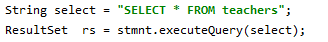 String select = "SELECT * FROM teachers";
ResultSet  rs = stmnt.executeQuery(select);